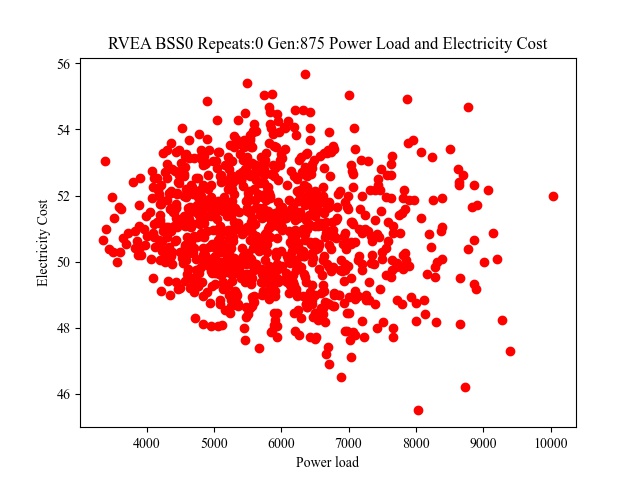 RVEA BSS0 Repeats:0 Gen:875 Power Load and Electricity Cost
56
54
52
50
48
46
Electricity Cost
4000 5000 6000 7000 8000 9000 10000
Power load